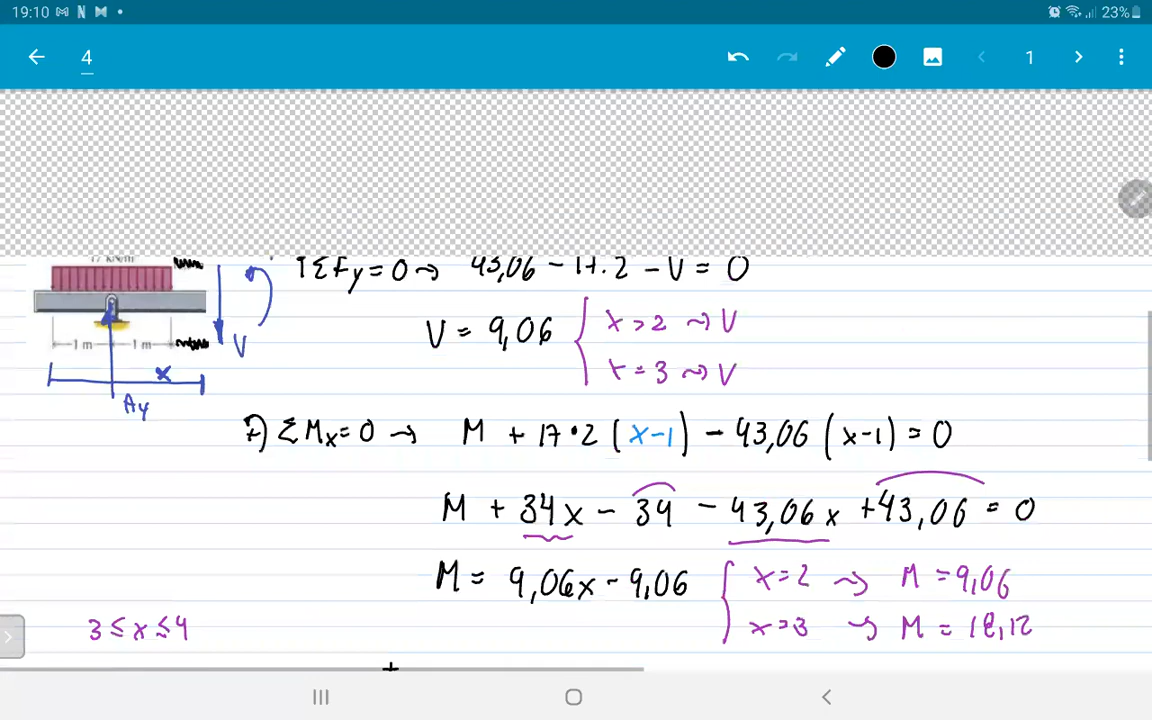 19:10
23%
4
1
↑ΣFy=0 → 43,06 - 17.2 - V = 0
V = 9,06 { x=2 → V
x=3 → V
1 m 1 m
V
x
Ay
+) ΣMx=0 → M + 17•2 (x-1) - 43,06 (x-1) = 0
M + 34x - 34 - 43,06x + 43,06 = 0
M = 9,06x - 9,06 { x=2 → M = 9,06
3 ≤ x ≤ 4 x=3 → M = 18,12